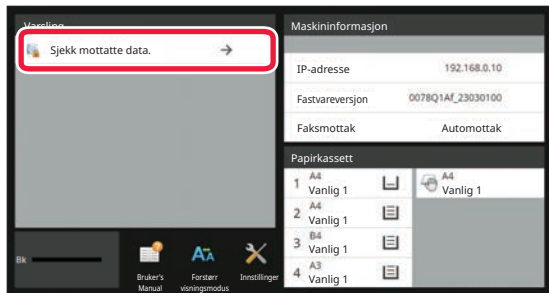 Varsling
Sjekk mottatte data.
Maskininformasjon
IP-adresse 192.168.0.10
Fastvareversjon 0078Q1Af_23030100
Faksmottak Automottak
Papirkassett
1 A4
Vanlig 1
A4
Vanlig 1
2 A4
Vanlig 1
3 B4
Vanlig 1
4 A3
Vanlig 1
Bk
Bruker's
Manual
Forstørr
visningsmodus
Innstillinger